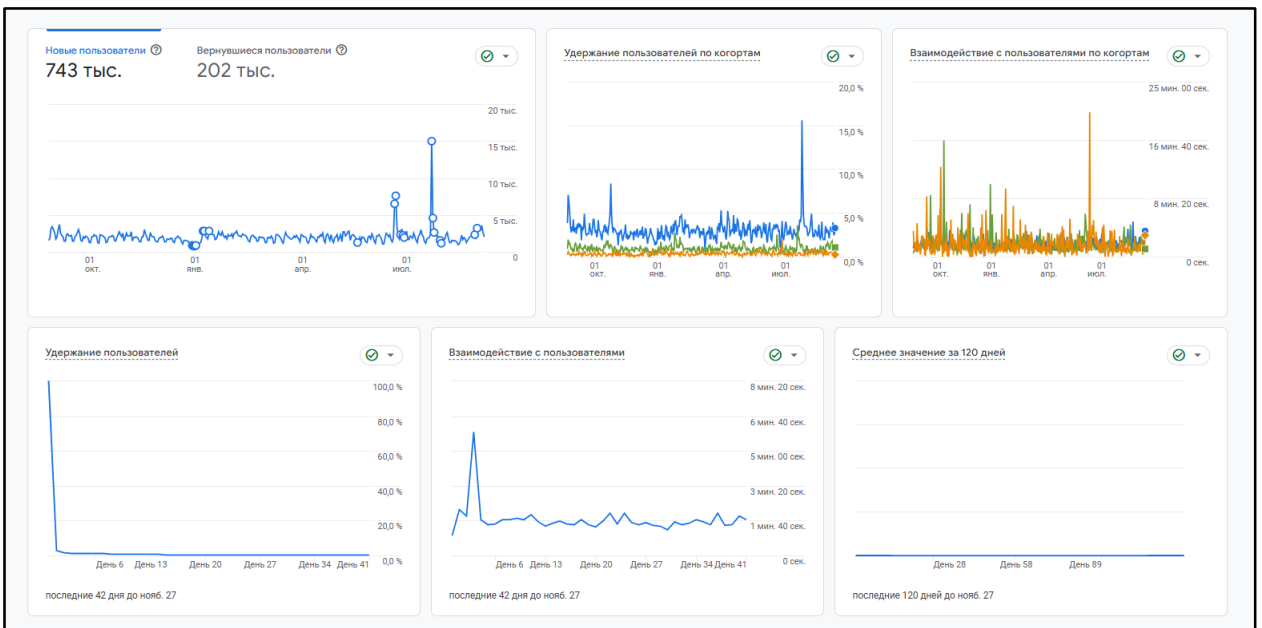 Новые пользователи
743 тыс.
Вернувшиеся пользователи
202 тыс.
20 тыс.
15 тыс.
10 тыс.
5 тыс.
0
01 окт.
01 янв.
01 апр.
01 июл.
Удержание пользователей по когортам
20,0 %
15,0 %
10,0 %
5,0 %
0,0 %
01 окт.
01 янв.
01 апр.
01 июл.
Взаимодействие с пользователями по когортам
25 мин. 00 сек.
16 мин. 40 сек.
8 мин. 20 сек.
0 сек.
01 окт.
01 янв.
01 апр.
01 июл.
Удержание пользователей
100,0 %
80,0 %
60,0 %
40,0 %
20,0 %
0,0 %
День 6 День 13 День 20 День 27 День 34 День 41
последние 42 дня до нояб. 27
Взаимодействие с пользователями
8 мин. 20 сек.
6 мин. 40 сек.
5 мин. 00 сек.
3 мин. 20 сек.
1 мин. 40 сек.
0 сек.
День 6 День 13 День 20 День 27 День 34 День 41
последние 42 дня до нояб. 27
Среднее значение за 120 дней
День 28 День 58 День 89
последние 120 дней до нояб. 27